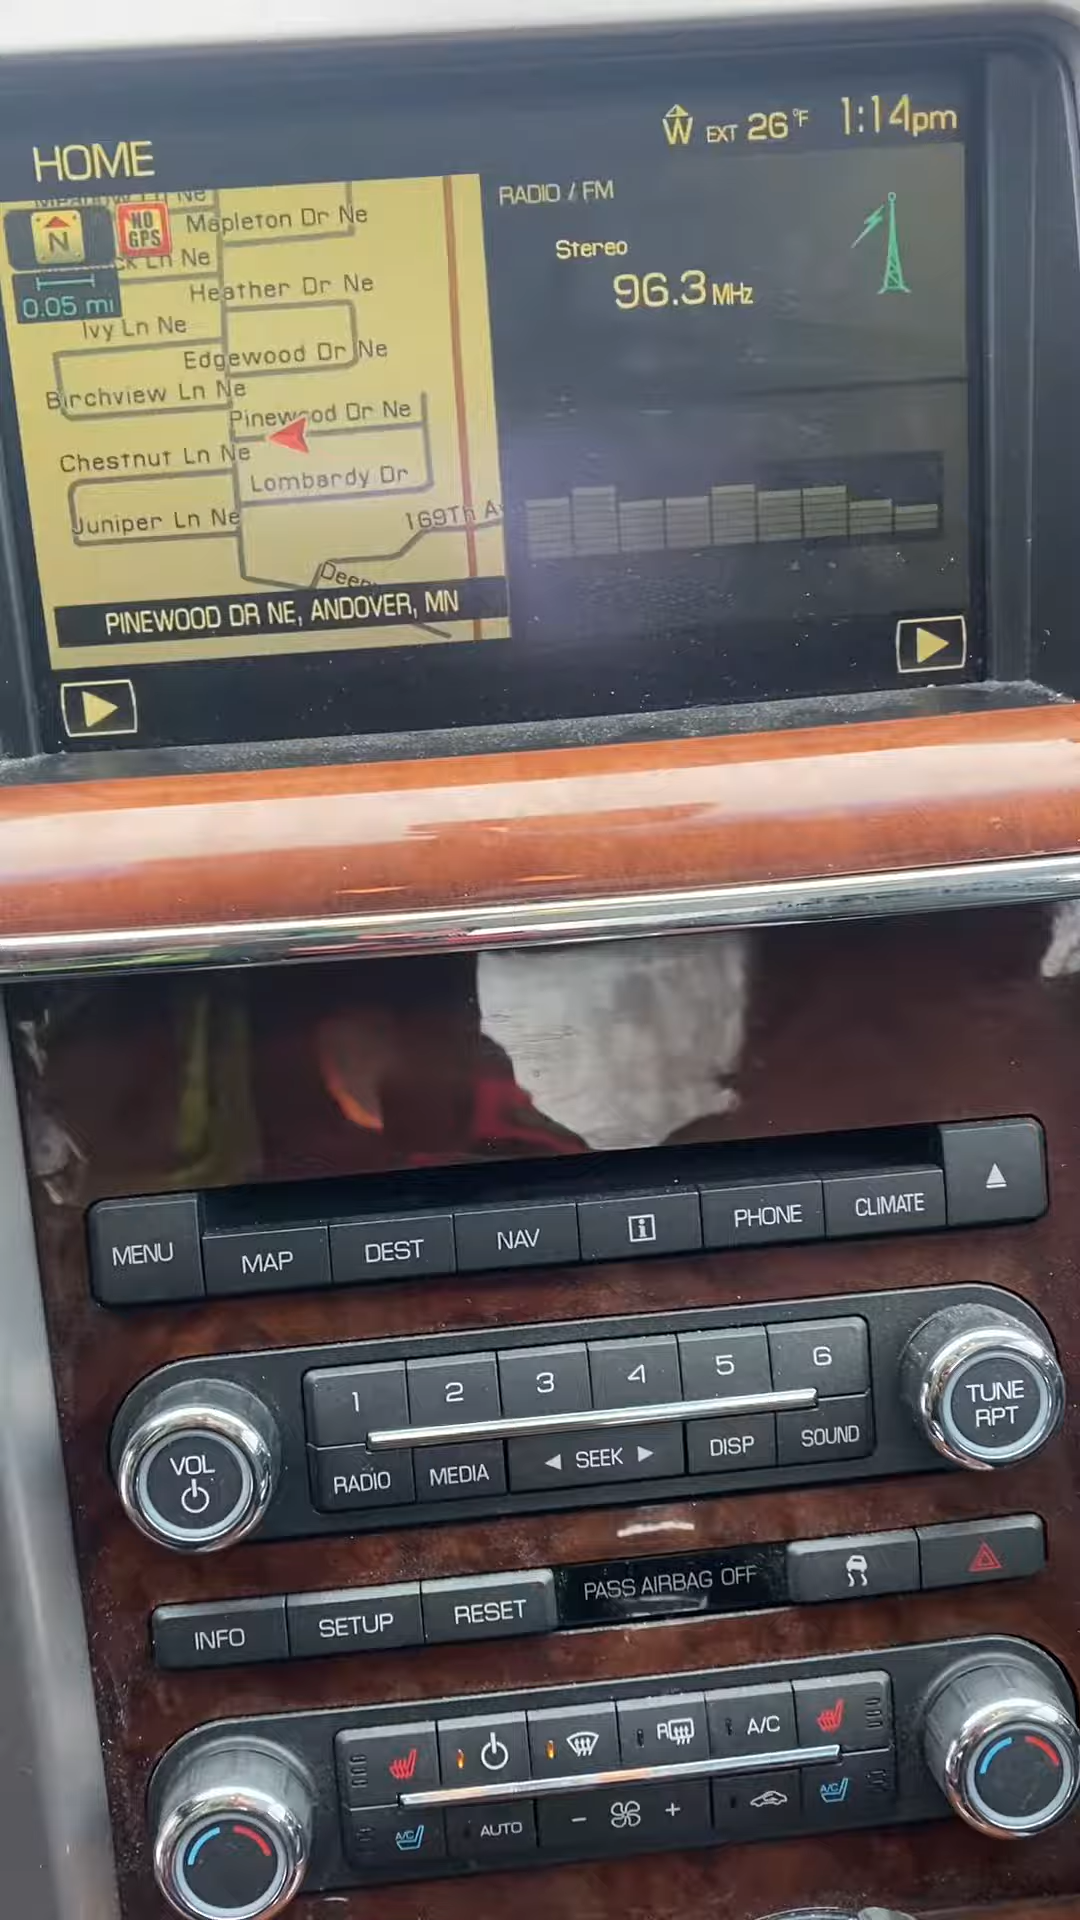 HOME
W EXT 26°F 1:14pm
N
NO
GPS
0.05 mi
Ne
Mapleton Dr Ne
ck Ln Ne
Heather Dr Ne
Ivy Ln Ne
Edgewood Dr Ne
Birchview Ln Ne
Pinewood Dr Ne
Chestnut Ln Ne
Lombardy Dr
Juniper Ln Ne
169Th A
Deer
PINEWOOD DR NE, ANDOVER, MN
RADIO / FM
Stereo
96.3 MHz
MENU MAP DEST NAV i PHONE CLIMATE
1 2 3 4 5 6
VOL
RADIO MEDIA SEEK DISP SOUND
TUNE
RPT
INFO SETUP RESET PASS AIRBAG OFF
R A/C
A/C AUTO - + A/C